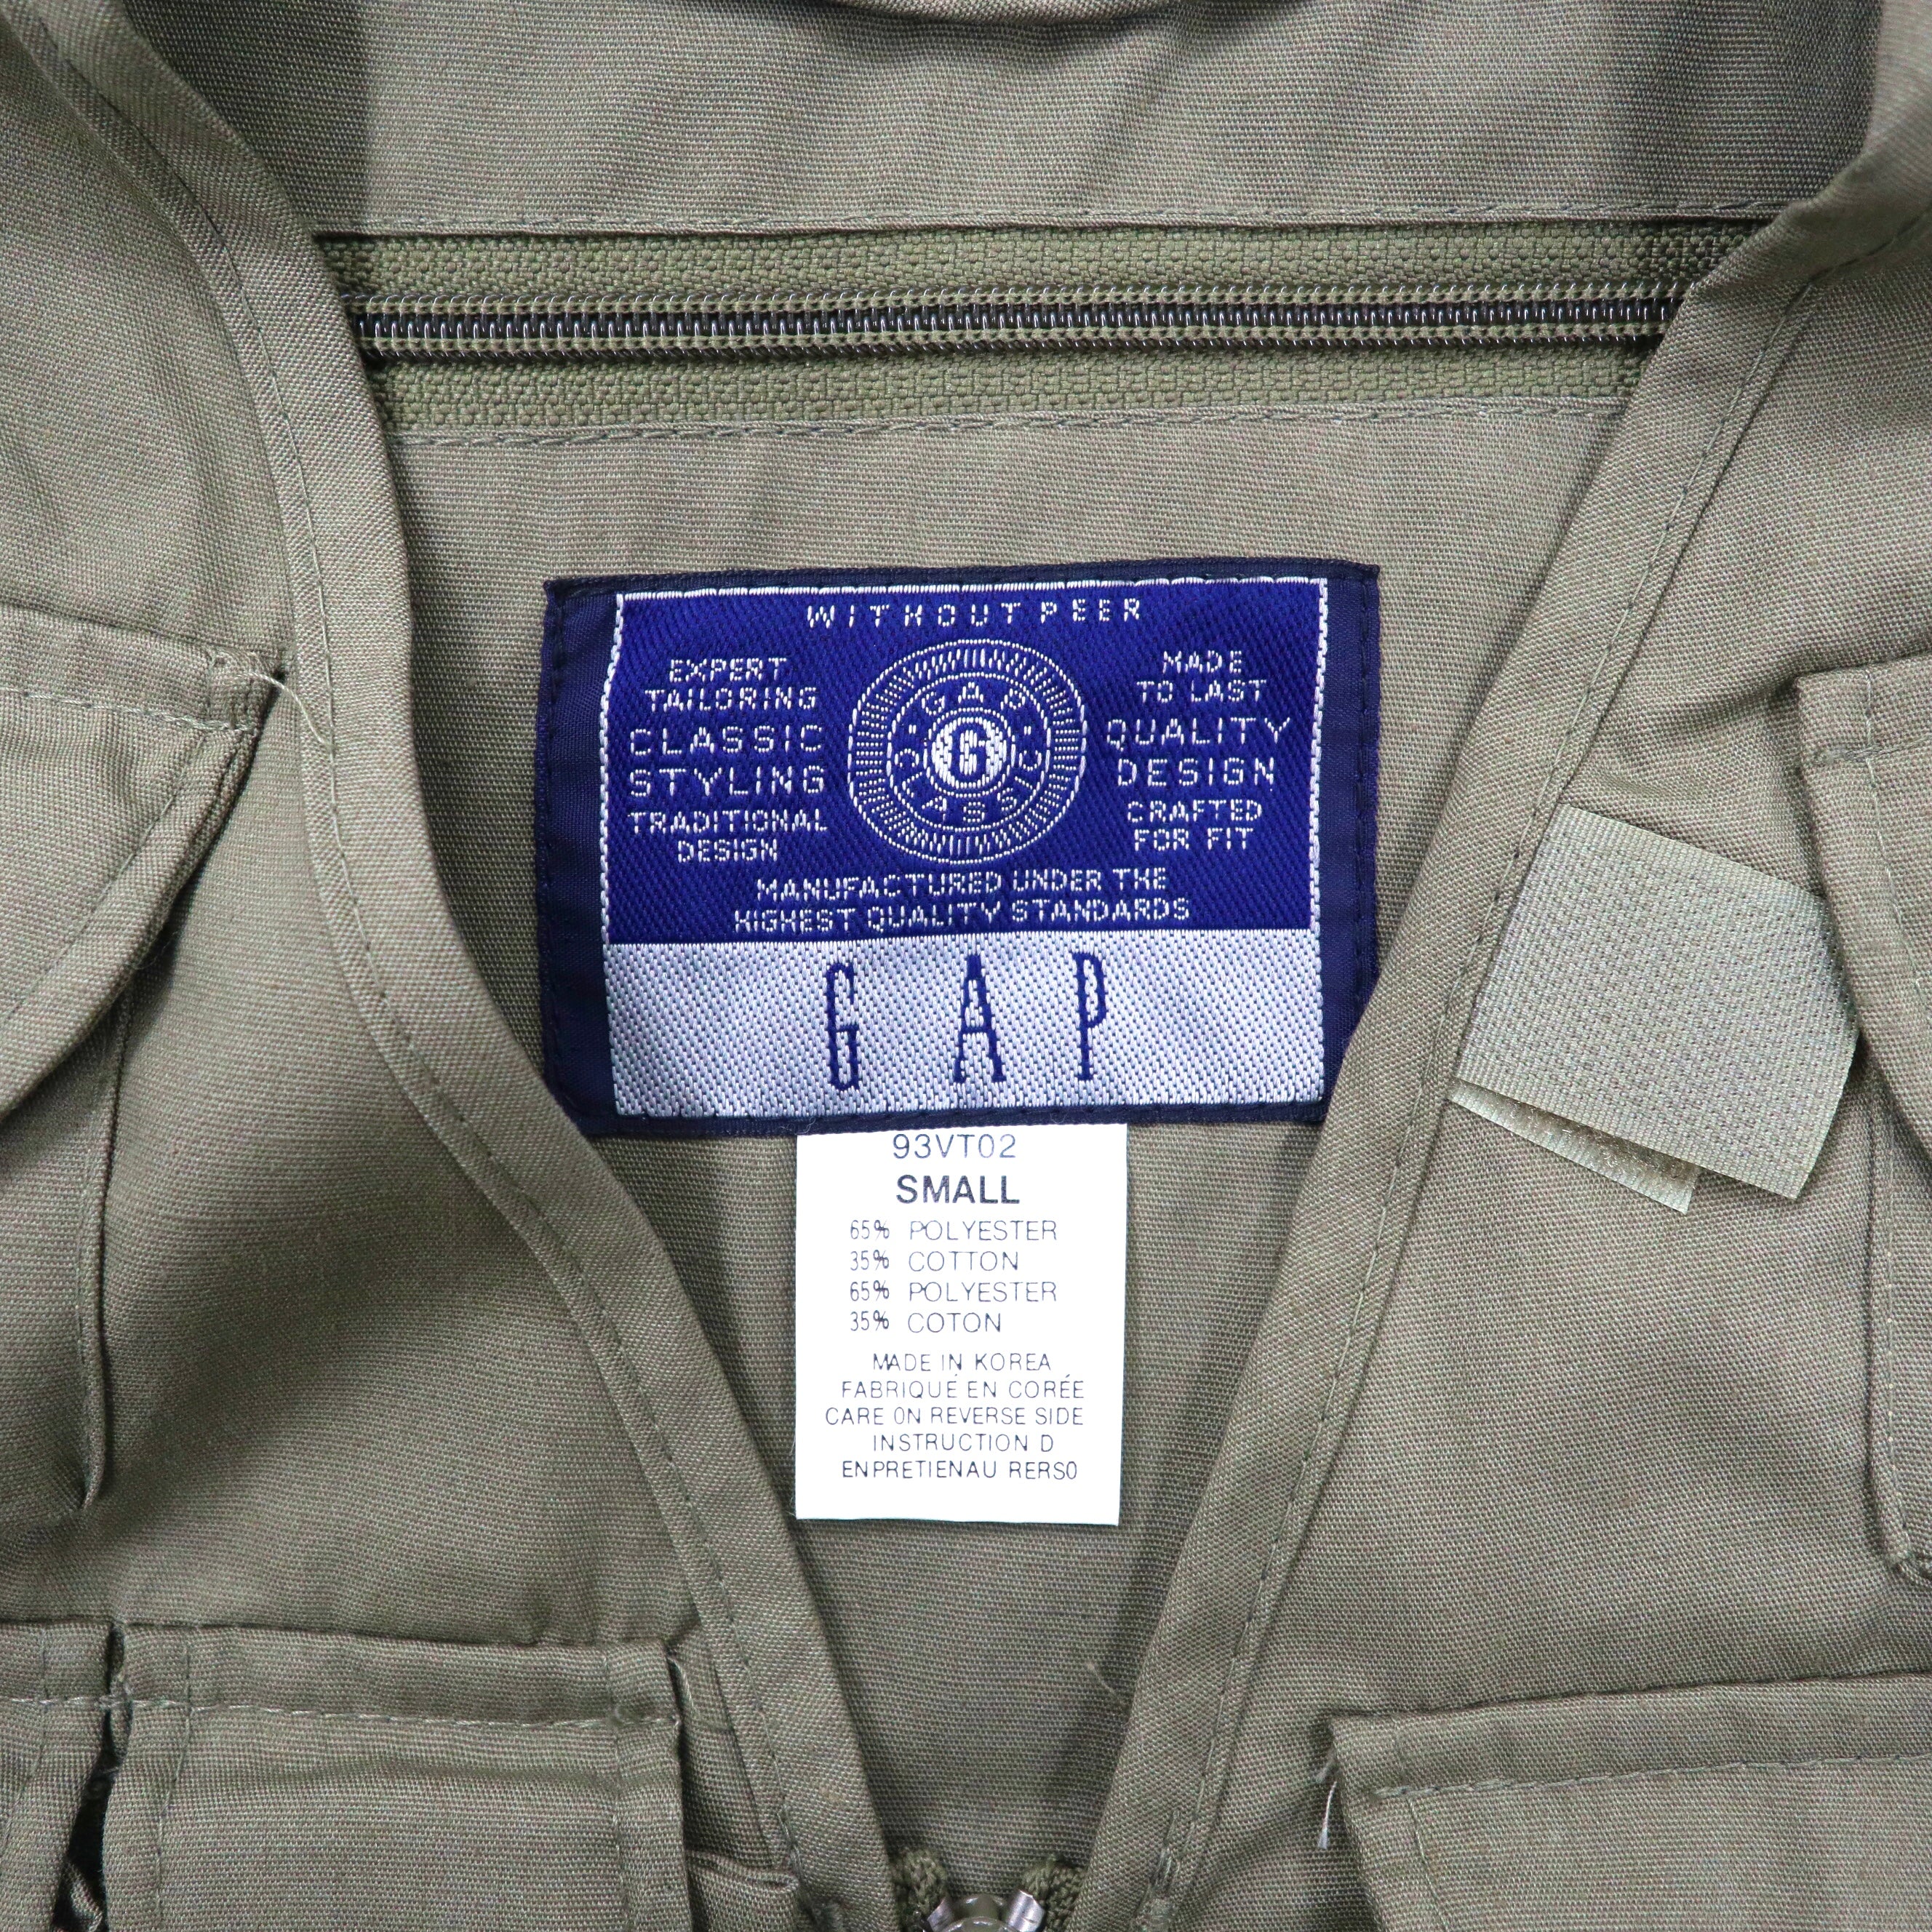 WITHOUT PEER
EXPERT
TAILORING
CLASSIC
STYLING
TRADITIONAL
DESIGN
GAP
G
CLASSIC
MADE
TO LAST
QUALITY
DESIGN
CRAFTED
FOR FIT
MANUFACTURED UNDER THE
HIGHEST QUALITY STANDARDS
GAP
93VT02
SMALL
65% POLYESTER
35% COTTON
65% POLYESTER
35% COTON
MADE IN KOREA
FABRIQUÉ EN CORÉE
CARE ON REVERSE SIDE
INSTRUCTION D
ENPRETIENAU RERSO